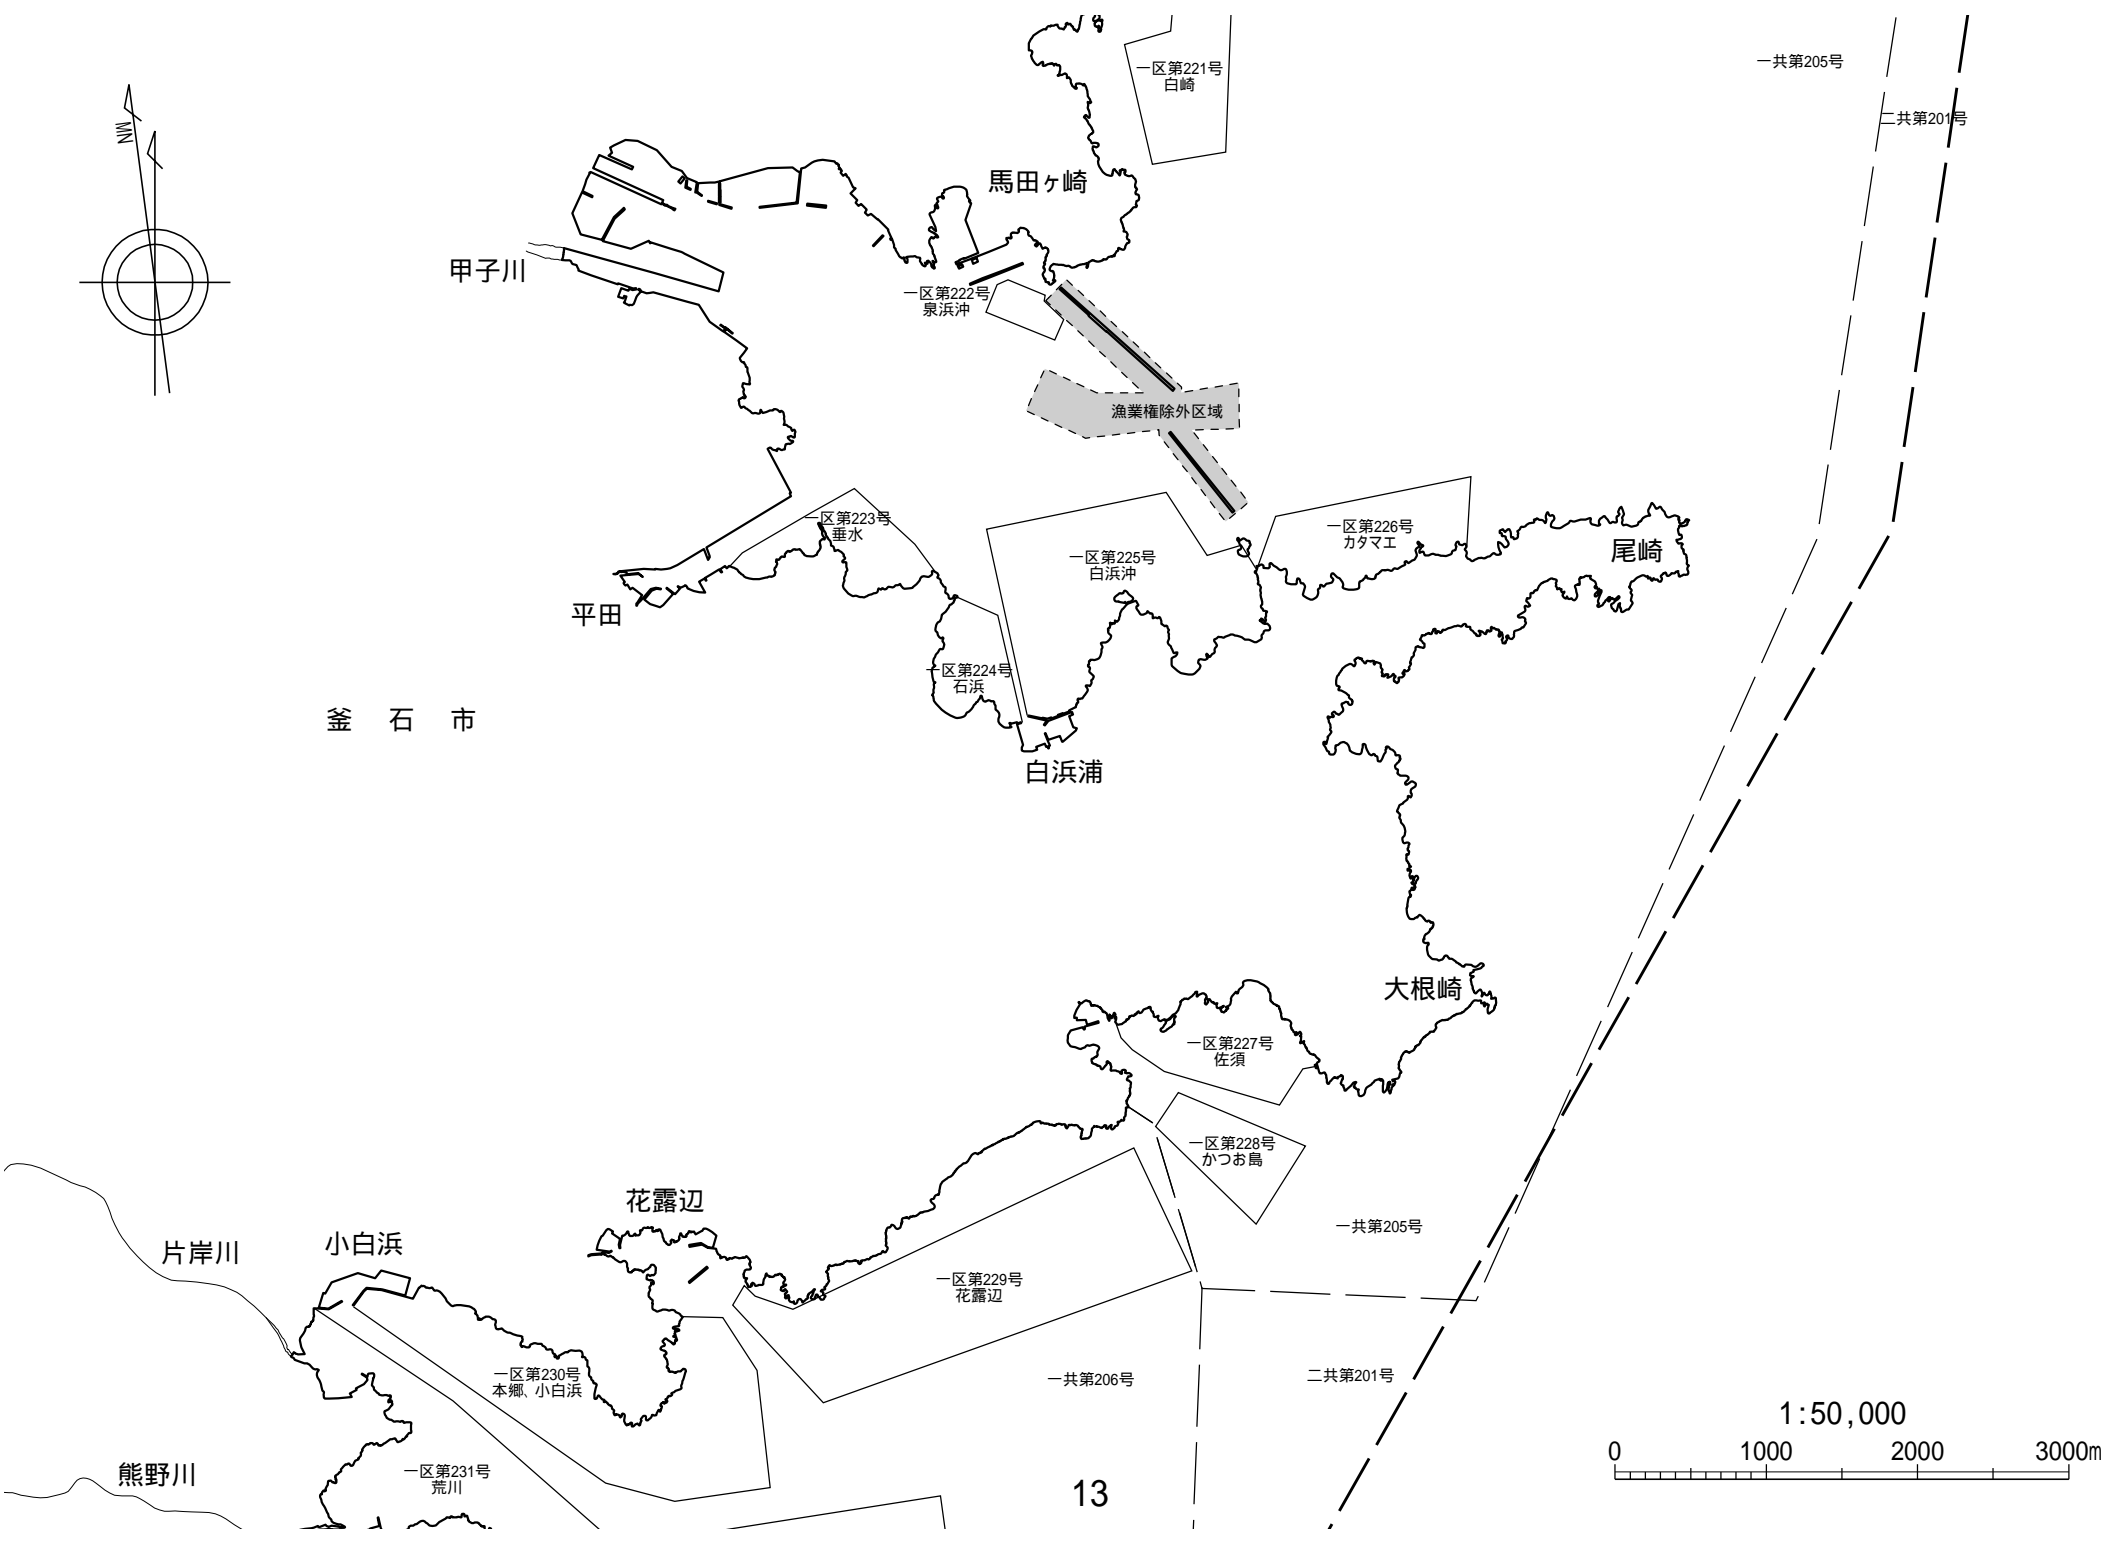 一共第205号
一区第221号
白崎
二共第201号
MN
馬田ヶ崎
甲子川
一区第222号
泉浜沖
漁業権除外区域
一区第223号
垂水
一区第226号
カタマエ
尾崎
一区第225号
白浜沖
平田
一区第224号
石浜
釜石市
白浜浦
大根崎
一区第227号
佐須
一区第228号
かつお島
花露辺
一共第205号
小白浜
片岸川
一区第229号
花露辺
一共第206号
二共第201号
一区第230号
本郷、小白浜
1:50,000
0 1000 2000 3000m
熊野川
一区第231号
荒川
13